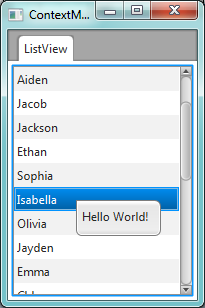 ContextM...
ListView
Aiden
Jacob
Jackson
Ethan
Sophia
Isabella
Hello World!
Olivia
Jayden
Emma